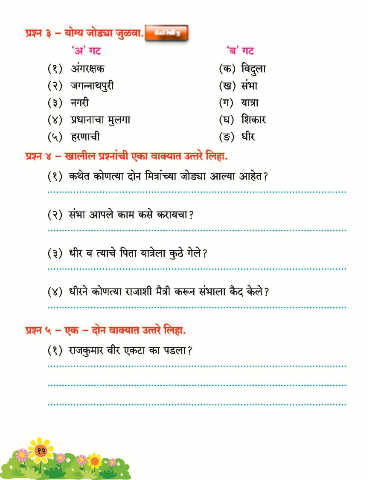 प्रश्न ३ – योग्य जोड्या जुळवा.
'अ' गट 'ब' गट
(१) अंगरक्षक (क) विदुला
(२) जगन्नाथपुरी (ख) संभा
(३) नगरी (ग) यात्रा
(४) प्रधानाचा मुलगा (घ) शिकार
(५) हरणाची (ङ) धीर
प्रश्न ४ – खालील प्रश्नांची एका वाक्यात उत्तरे लिहा.
(१) कथेत कोणत्या दोन मित्रांच्या जोड्या आल्या आहेत?
(२) संभा आपले काम कसे करायचा?
(३) धीर व त्याचे पिता यात्रेला कुठे गेले?
(४) धीरने कोणत्या राजाशी मैत्री करून संभाला कैद केले?
प्रश्न ५ – एक – दोन वाक्यात उत्तरे लिहा.
(१) राजकुमार वीर एकटा का पडला?